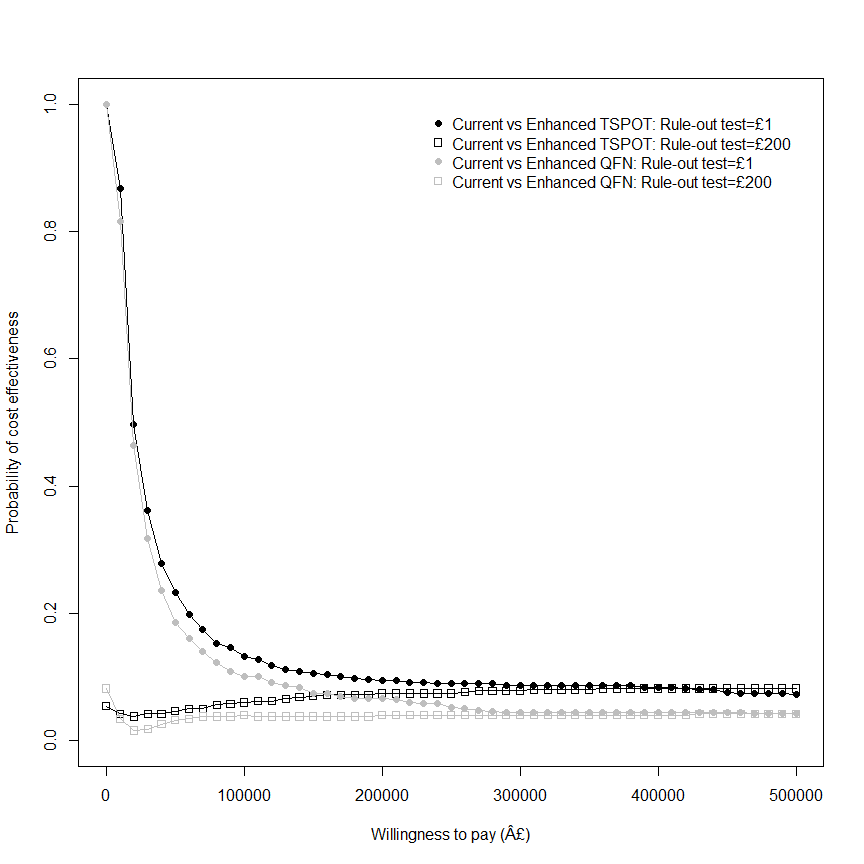 Current vs Enhanced TSPOT: Rule-out test=£1
Current vs Enhanced TSPOT: Rule-out test=£200
Current vs Enhanced QFN: Rule-out test=£1
Current vs Enhanced QFN: Rule-out test=£200
Probability of cost effectiveness
1.0
0.8
0.6
0.4
0.2
0.0
0 100000 200000 300000 400000 500000
Willingness to pay (Â£)